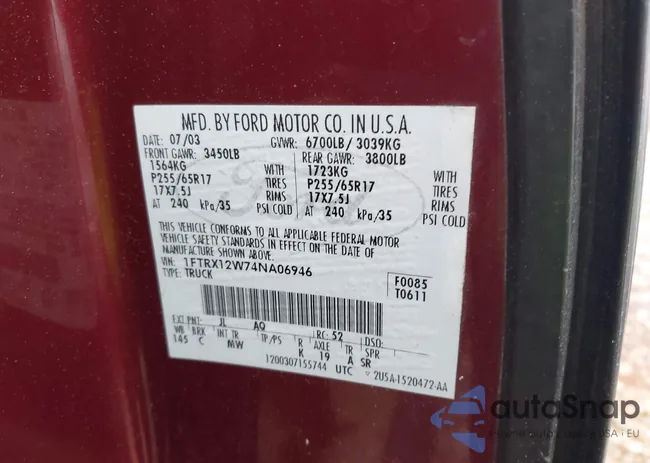 MFD. BY FORD MOTOR CO. IN U.S.A.
DATE: 07/03 GVWR: 6700LB/ 3039KG
FRONT GAWR: 3450LB REAR GAWR: 3800LB
1564KG 1723KG
P255/65R17 TIRES P255/65R17 TIRES
17X7.5J RIMS 17X7.5J RIMS
AT 240 kPa/35 PSI COLD AT 240 kPa/35 PSI COLD
THIS VEHICLE CONFORMS TO ALL APPLICABLE FEDERAL MOTOR
VEHICLE SAFETY STANDARDS IN EFFECT ON THE DATE OF
MANUFACTURE SHOWN ABOVE.
VIN: 1FTRX12W74NA06946
TYPE: TRUCK
F0085
T0611
EXT PNT: JL AQ RC: 52 DSO:
WB BRK INT TR TP/PS R AXLE TR SPR
145 C MW K 19 A SR
1200307155744 UTC 2U5A-1520472-AA
autoSnap
USA • EU